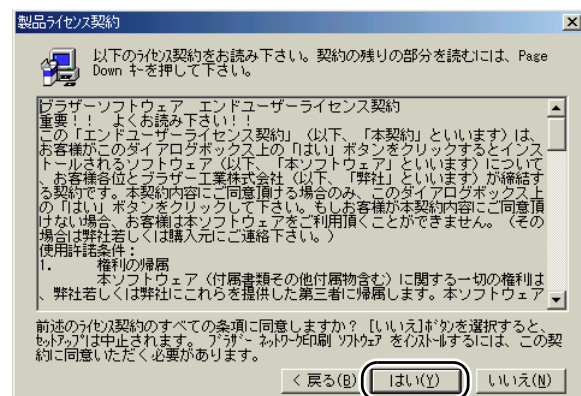 製品ライセンス契約
以下のライセンス契約をお読み下さい。契約の残りの部分を読むには、Page
Down キーを押して下さい。
ブラザーソフトウェア エンドユーザーライセンス契約
重要!! よくお読み下さい!!
この「エンドユーザーライセンス契約」（以下、「本契約」といいます）は、
お客様がこのダイアログボックス上の「はい」ボタンをクリックするとインス
トールされるソフトウェア（以下、「本ソフトウェア」といいます）について
、お客様各位とブラザー工業株式会社（以下、「弊社」といいます）が締結す
る契約です。本契約内容にご同意頂ける場合のみ、このダイアログボックス上
の「はい」ボタンをクリックして下さい。もしお客様が本契約内容にご同意頂
けない場合、お客様は本ソフトウェアをご利用頂くことができません。（その
場合は弊社若しくは購入元にご連絡下さい。）
使用許諾条件：
1. 権利の帰属
本ソフトウェア（付属書類その他付属物含む）に関する一切の権利は
、弊社若しくは弊社にこれらを提供した第三者に帰属します。本ソフトウェア
前述のライセンス契約のすべての条項に同意しますか？ [いいえ]ボタンを選択すると、
セットアップは中止されます。 ブラザー ネットワーク印刷 ソフトウェア をインストールするには、この契
約に同意いただく必要があります。
< 戻る(B) はい(Y) いいえ(N)